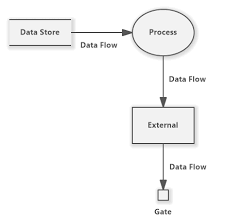 Data Store
Data Flow
Process
Data Flow
External
Data Flow
Gate